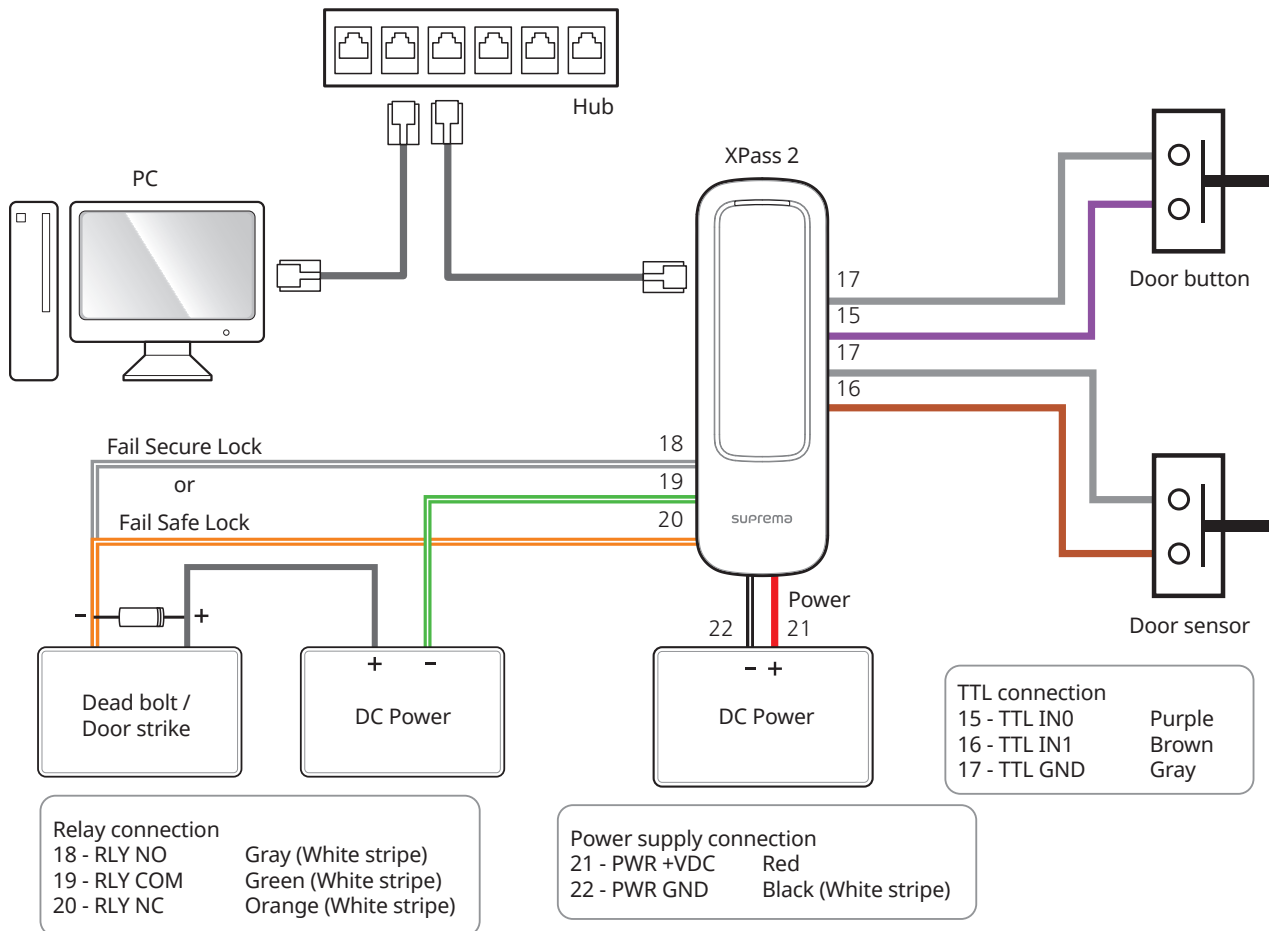 Hub
XPass 2
PC
17
15
17
16
Door button
Fail Secure Lock
18
or
19
Fail Safe Lock
20
suprema
- +
+ -
Power
22 21
- +
Door sensor
Dead bolt /
Door strike
DC Power
DC Power
TTL connection
15 - TTL IN0 Purple
16 - TTL IN1 Brown
17 - TTL GND Gray
Relay connection
18 - RLY NO Gray (White stripe)
19 - RLY COM Green (White stripe)
20 - RLY NC Orange (White stripe)
Power supply connection
21 - PWR +VDC Red
22 - PWR GND Black (White stripe)